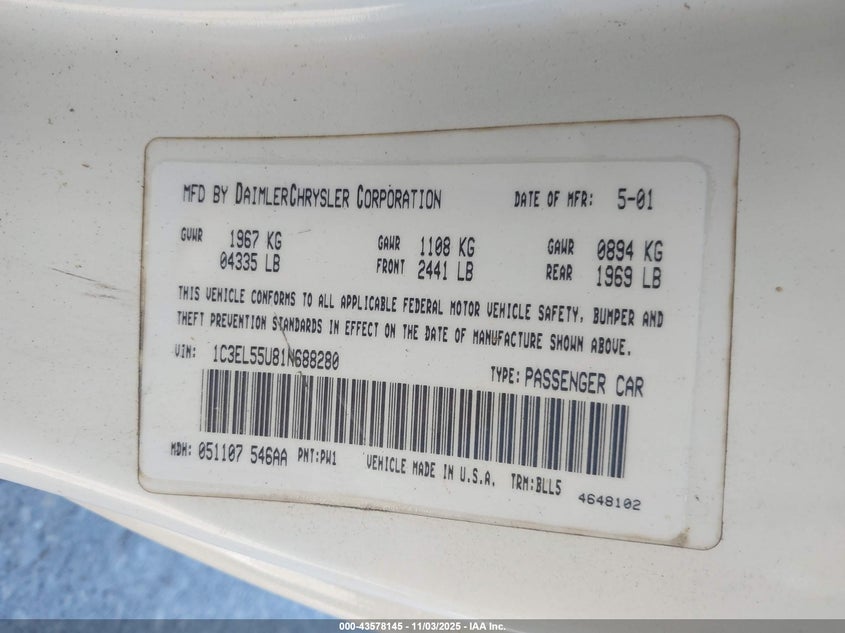 MFD BY DAIMLERCHRYSLER CORPORATION DATE OF MFR: 5-01
GVWR 1967 KG GAWR 1108 KG GAWR 0894 KG
04335 LB FRONT 2441 LB REAR 1969 LB
THIS VEHICLE CONFORMS TO ALL APPLICABLE FEDERAL MOTOR VEHICLE SAFETY, BUMPER AND
THEFT PREVENTION STANDARDS IN EFFECT ON THE DATE OF MANUFACTURE SHOWN ABOVE.
VIN: 1C3EL55U81N688280 TYPE: PASSENGER CAR
MDH: 051107 546AA PNT:PW1 VEHICLE MADE IN U.S.A. TRM:BLL5 4648102
000-43578145 - 11/03/2025 - IAA Inc.